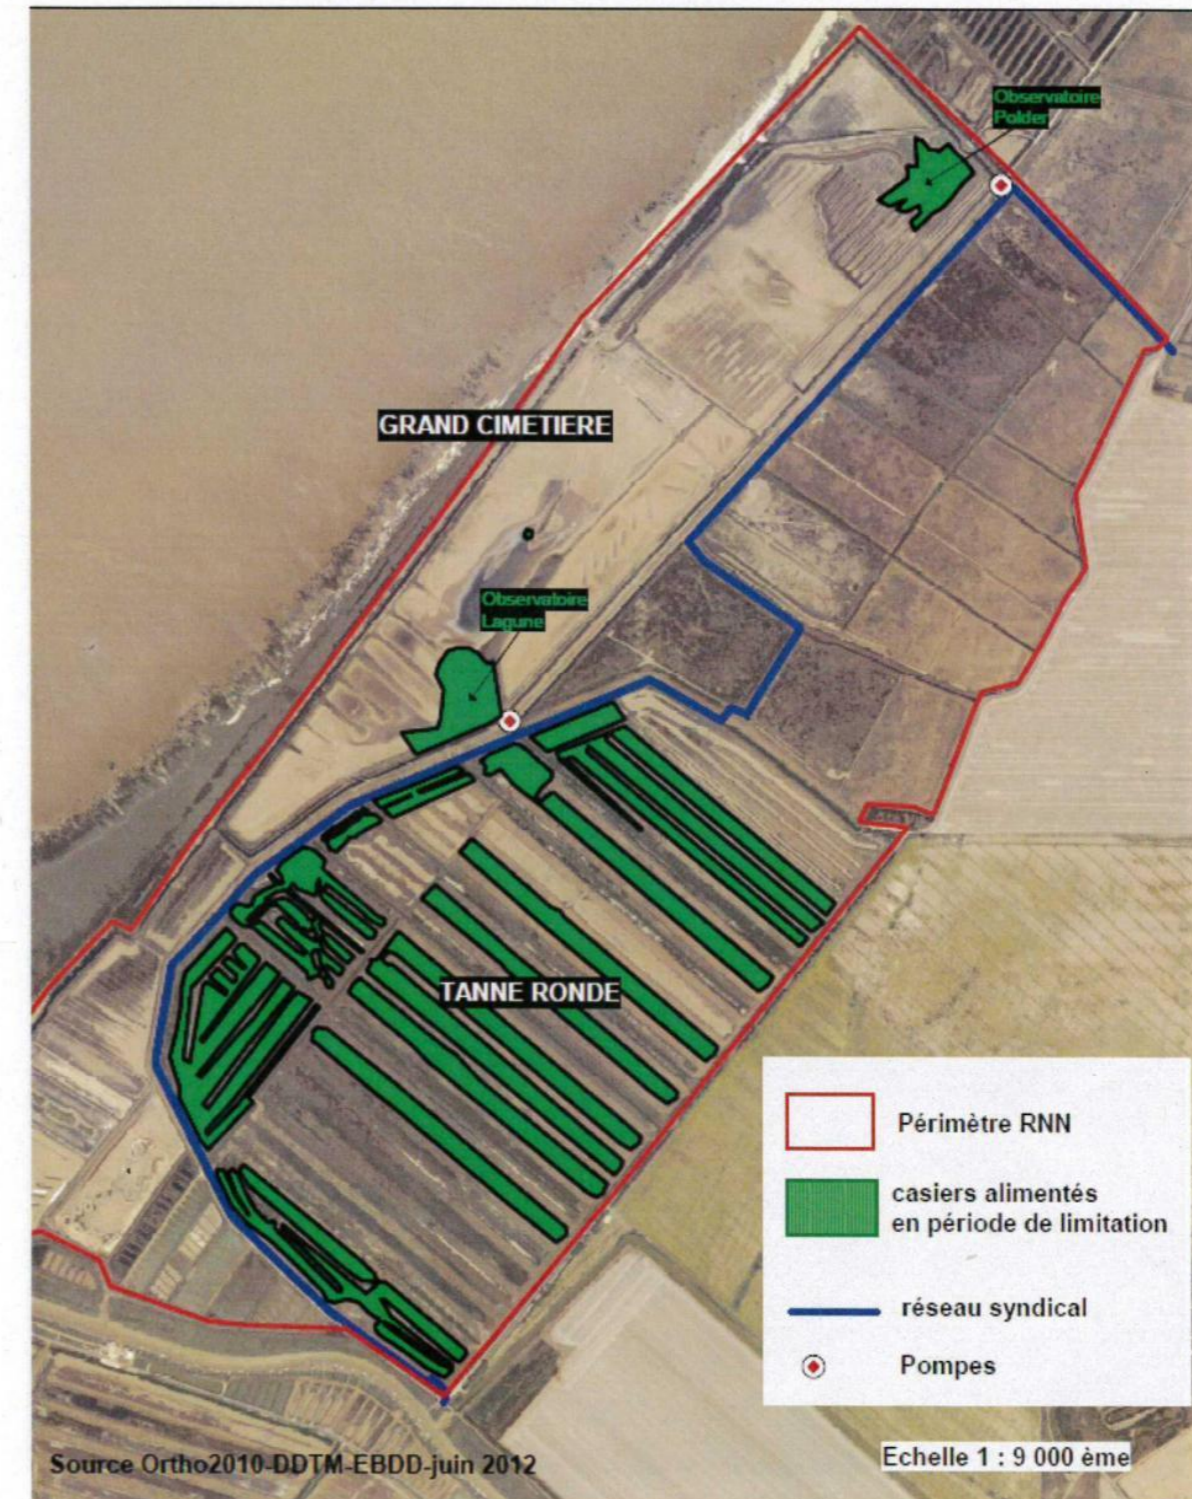 Observatoire
Polder
GRAND CIMETIERE
Observatoire
Lagune
TANNE RONDE
Périmètre RNN
casiers alimentés
en période de limitation
réseau syndical
Pompes
Source Ortho2010-DDTM-EBDD-juin 2012
Echelle 1 : 9 000 ème